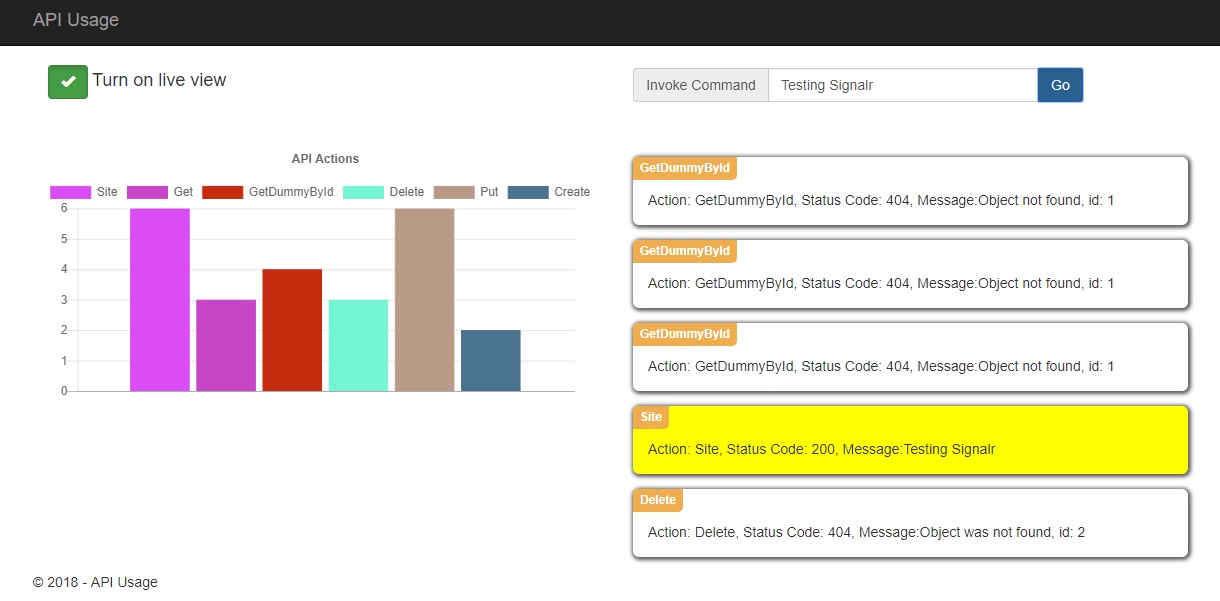 API Usage
Turn on live view
Invoke Command Testing Signalr Go
API Actions
Site Get GetDummyById Delete Put Create
6
5
4
3
2
1
0
GetDummyById
Action: GetDummyById, Status Code: 404, Message:Object not found, id: 1
GetDummyById
Action: GetDummyById, Status Code: 404, Message:Object not found, id: 1
GetDummyById
Action: GetDummyById, Status Code: 404, Message:Object not found, id: 1
Site
Action: Site, Status Code: 200, Message:Testing Signalr
Delete
Action: Delete, Status Code: 404, Message:Object was not found, id: 2
© 2018 - API Usage